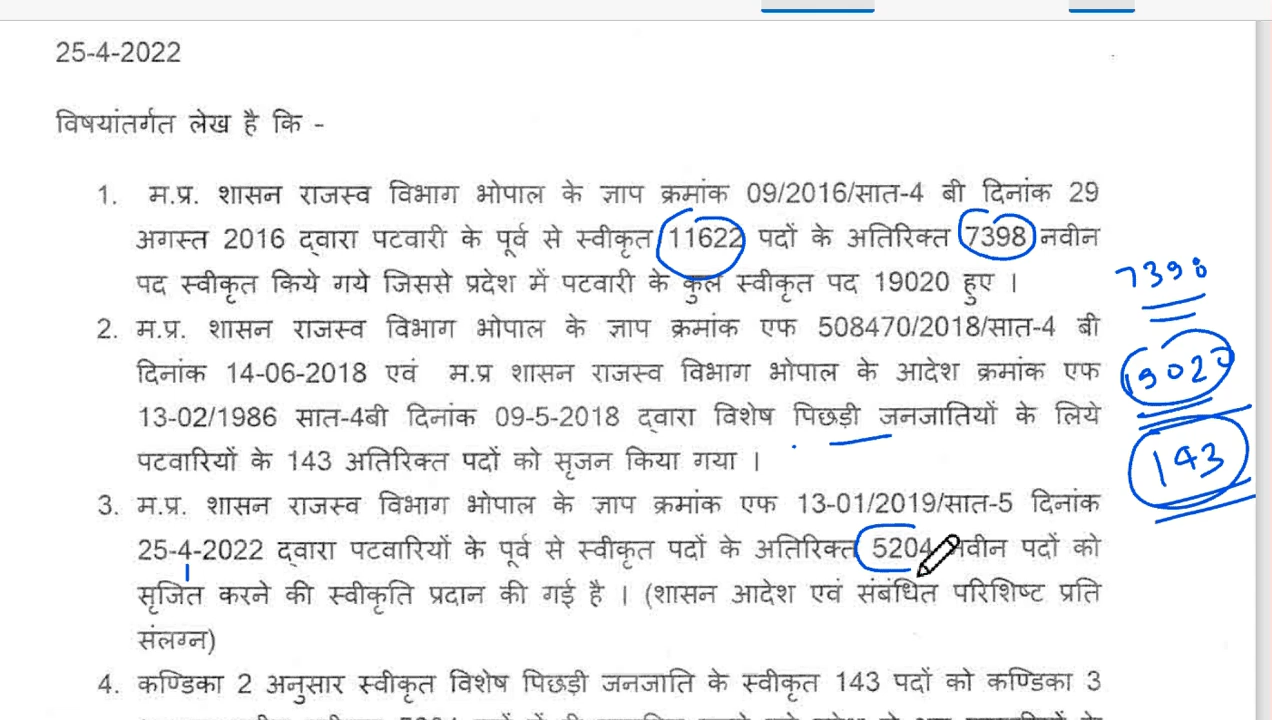 25-4-2022
विषयांतर्गत लेख है कि -
1. म.प्र. शासन राजस्व विभाग भोपाल के ज्ञाप क्रमांक 09/2016/सात-4 बी दिनांक 29
अगस्त 2016 द्वारा पटवारी के पूर्व से स्वीकृत 11622 पदों के अतिरिक्त 7398 नवीन
पद स्वीकृत किये गये जिससे प्रदेश में पटवारी के कुल स्वीकृत पद 19020 हुए ।
7398
2. म.प्र. शासन राजस्व विभाग भोपाल के ज्ञाप क्रमांक एफ 508470/2018/सात-4 बी
दिनांक 14-06-2018 एवं म.प्र शासन राजस्व विभाग भोपाल के आदेश क्रमांक एफ
13-02/1986 सात-4बी दिनांक 09-5-2018 द्वारा विशेष पिछड़ी जनजातियों के लिये
पटवारियों के 143 अतिरिक्त पदों को सृजन किया गया ।
143
3. म.प्र. शासन राजस्व विभाग भोपाल के ज्ञाप क्रमांक एफ 13-01/2019/सात-5 दिनांक
25-4-2022 द्वारा पटवारियों के पूर्व से स्वीकृत पदों के अतिरिक्त 5204 नवीन पदों को
सृजित करने की स्वीकृति प्रदान की गई है । (शासन आदेश एवं संबंधित परिशिष्ट प्रति
संलग्न)
4. कण्डिका 2 अनुसार स्वीकृत विशेष पिछड़ी जनजाति के स्वीकृत 143 पदों को कण्डिका 3